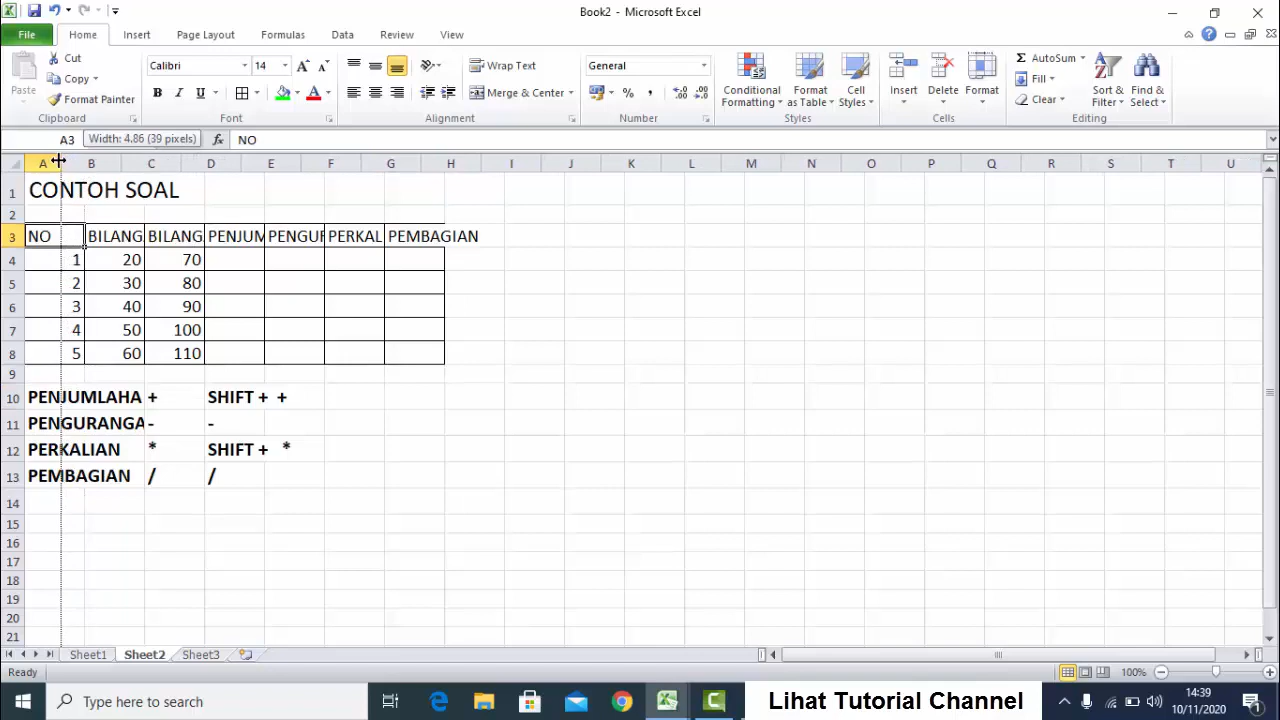 Book2 - Microsoft Excel
File Home Insert Page Layout Formulas Data Review View
Paste Cut Copy Format Painter Clipboard
Calibri 14 A A B I U A Font
Wrap Text Merge & Center Alignment
General % , Number
Conditional Formatting Format as Table Cell Styles Styles
Insert Delete Format Cells
AutoSum Fill Clear Sort & Filter Find & Select Editing
A3 Width: 4.86 (39 pixels) fx NO
A B C D E F G H I J K L M N O P Q R S T U
1 CONTOH SOAL
2
3 NO BILANG BILANG PENJUM PENGUR PERKAL PEMBAGIAN
4 1 20 70
5 2 30 80
6 3 40 90
7 4 50 100
8 5 60 110
9
10 PENJUMLAHA + SHIFT + +
11 PENGURANGA - -
12 PERKALIAN * SHIFT + *
13 PEMBAGIAN / /
14
15
16
17
18
19
20
21
Sheet1 Sheet2 Sheet3
Ready 100%
Type here to search
Lihat Tutorial Channel
14:39
10/11/2020
1